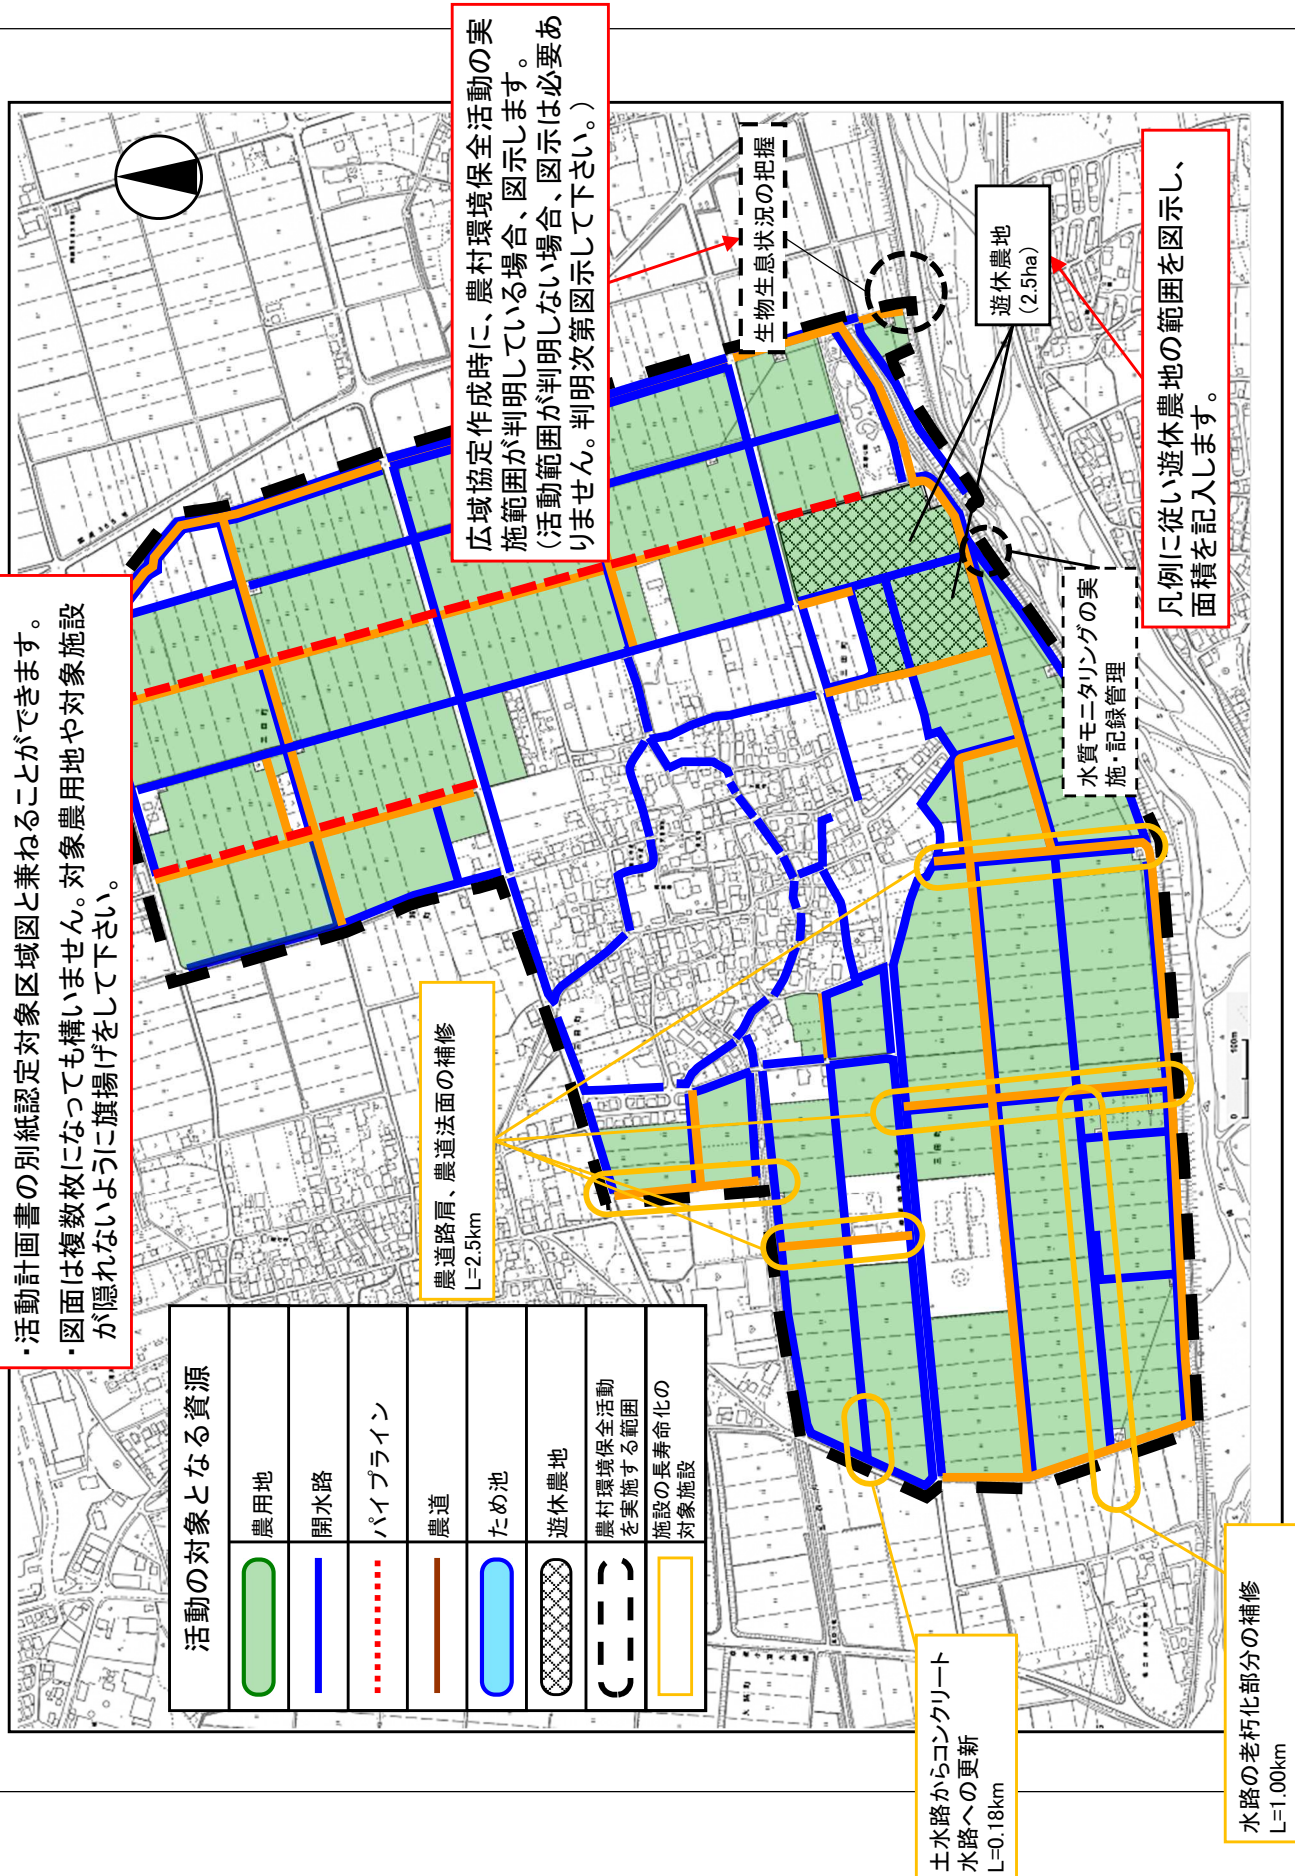 ・活動計画書の別紙認定対象区域図と兼ねることができます。
・図面は複数枚になっても構いません。対象農用地や対象施設
が隠れないように旗揚げをして下さい。
広域協定作成時に、農村環境保全活動の実
施範囲が判明している場合、図示します。
（活動範囲が判明しない場合、図示は必要あ
りません。判明次第図示して下さい。）
生物生息状況の把握
遊休農地
（2.5ha）
凡例に従い遊休農地の範囲を図示し、
面積を記入します。
水質モニタリングの実
施・記録管理
農道路肩、農道法面の補修
L=2.5km
活動の対象となる資源
農用地
開水路
パイプライン
農道
ため池
遊休農地
農村環境保全活動
を実施する範囲
施設の長寿命化の
対象施設
土水路からコンクリート
水路への更新
L=0.18km
水路の老朽化部分の補修
L=1.00km
0 100m